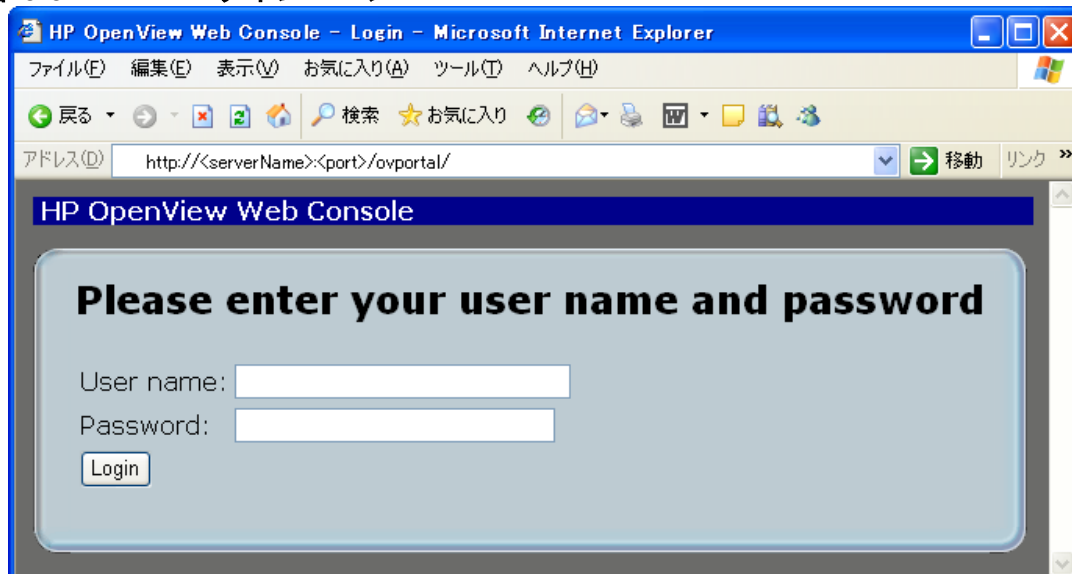 HP OpenView Web Console - Login - Microsoft Internet Explorer
ファイル(F) 編集(E) 表示(V) お気に入り(A) ツール(T) ヘルプ(H)
戻る 検索 お気に入り
アドレス(D) http://<serverName>:<port>/ovportal/ 移動 リンク »
HP OpenView Web Console
Please enter your user name and password
User name:
Password:
Login